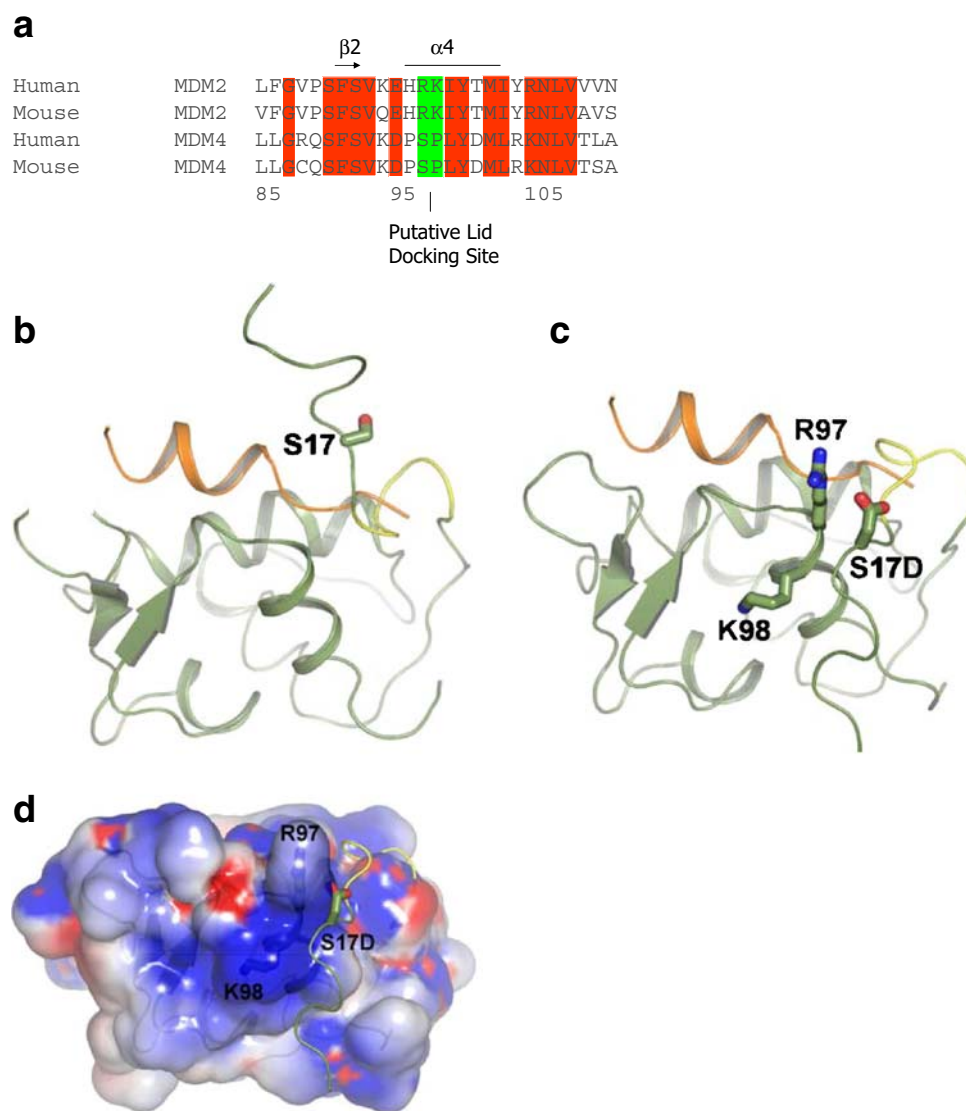 a
β2 α4
Human MDM2 LFGVPSFSVKEHRKIYTMIYRNLVVVN
Mouse MDM2 VFGVPSFSVQEHRKIYTMIYRNLVAVS
Human MDM4 LLGRQSFSVKDPSPLYDMLRKNLVTLA
Mouse MDM4 LLGCQSFSVKDPSPLYDMLRKNLVTSA
85 95 105
Putative Lid
Docking Site
b
c
S17
R97
S17D
K98
d
R97
S17D
K98